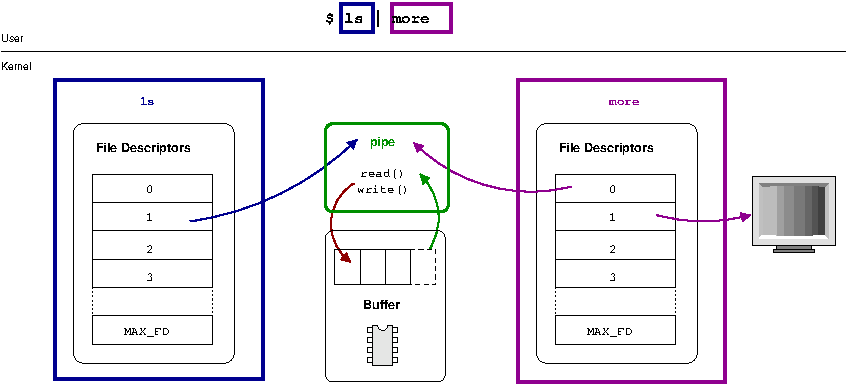 $ ls | more
User
Kernel
ls
File Descriptors
0
1
2
3
MAX_FD
pipe
read()
write()
Buffer
more
File Descriptors
0
1
2
3
MAX_FD